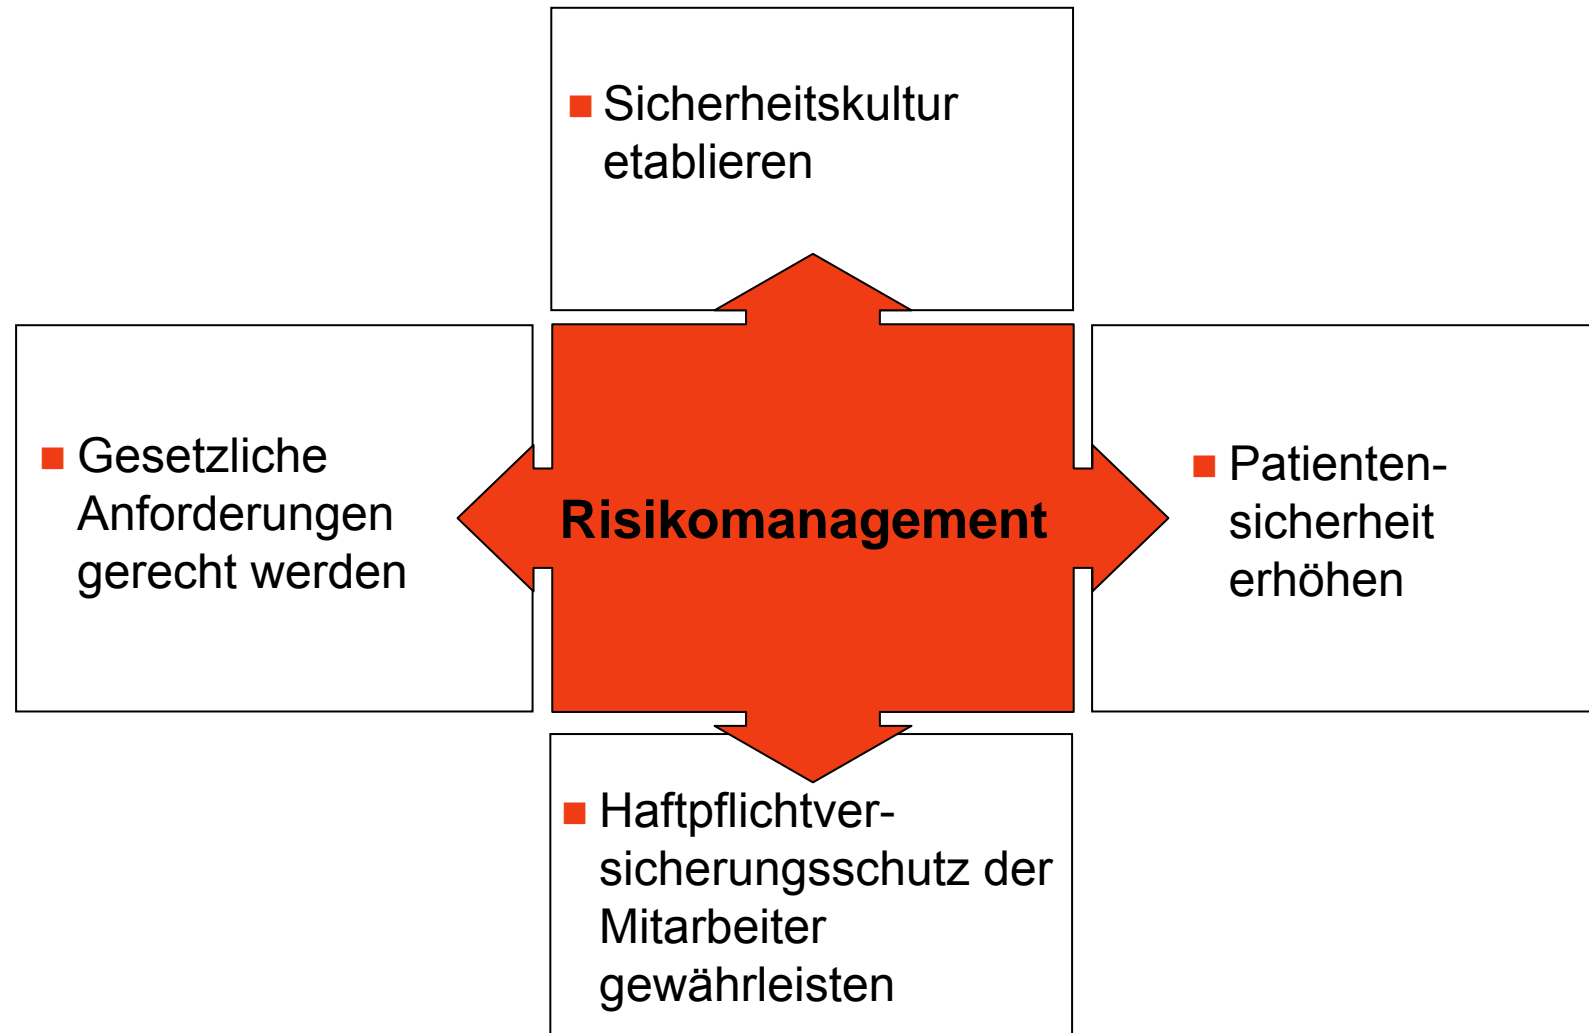 Sicherheitskultur
etablieren
Gesetzliche
Anforderungen
gerecht werden
Risikomanagement
Patienten-
sicherheit
erhöhen
Haftpflichtver-
sicherungsschutz der
Mitarbeiter
gewährleisten